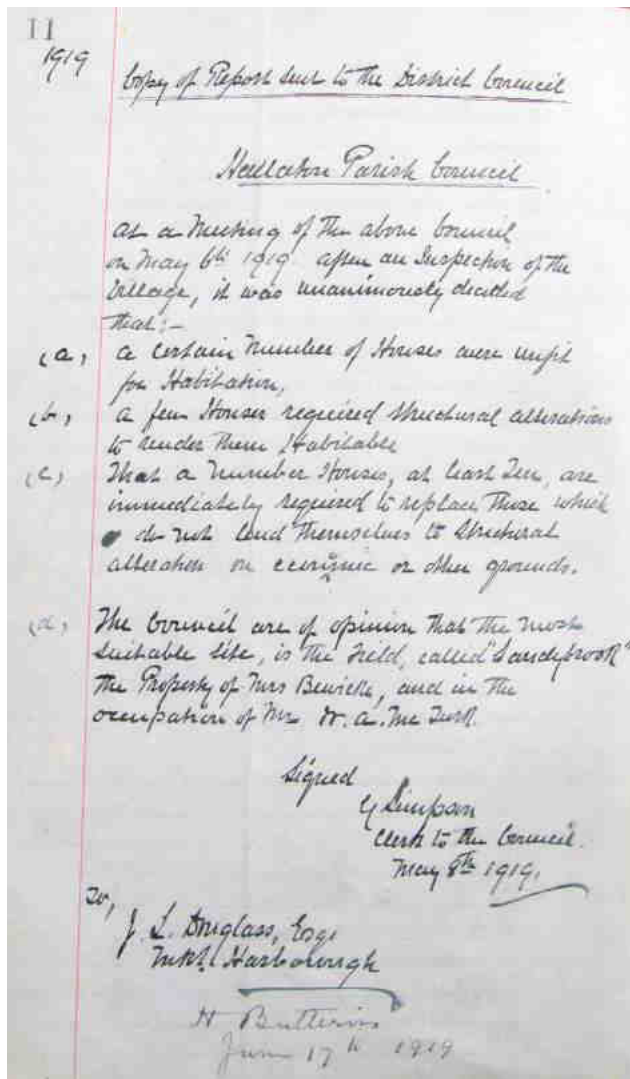 11
1919
Copy of Report sent to the District Council
Hallaton Parish Council
at a Meeting of the above Council
on May 6th 1919 after an Inspection of the
Village, it was unanimously decided
that:-
(a) a certain number of Houses were unfit
for Habitation,
(b) a few Houses required structural alterations
to render them Habitable
(c) That a number Houses, at least Ten, are
immediately required to replace those which
do not lend themselves to structural
alteration on economic or other grounds.
(d) The Council are of opinion that the most
suitable site, is the Field, called "Sandybrook"
the Property of Mrs Bewicke, and in the
occupation of Mr W. A. McTurk.
Signed
G Simpson
Clerk to the Council.
May 8th 1919.
To,
J. L. Douglass, Esqr
Mkt. Harborough
H
June 17th 1919